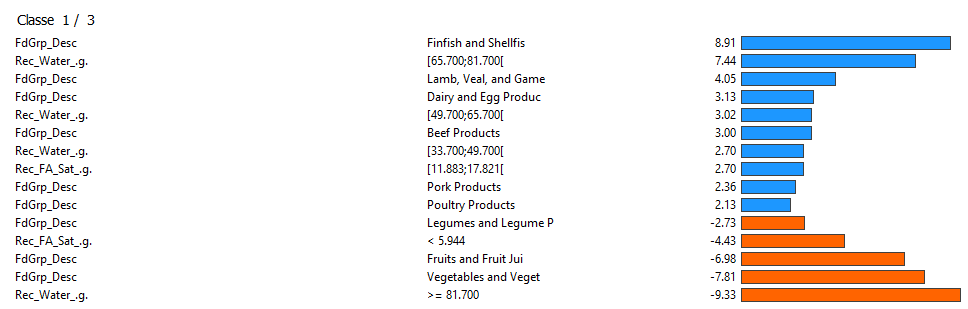 Classe 1 / 3
FdGrp_Desc Finfish and Shellfis 8.91
Rec_Water_.g. [65.700;81.700[ 7.44
FdGrp_Desc Lamb, Veal, and Game 4.05
FdGrp_Desc Dairy and Egg Produc 3.13
Rec_Water_.g. [49.700;65.700[ 3.02
FdGrp_Desc Beef Products 3.00
Rec_Water_.g. [33.700;49.700[ 2.70
Rec_FA_Sat_.g. [11.883;17.821[ 2.70
FdGrp_Desc Pork Products 2.36
FdGrp_Desc Poultry Products 2.13
FdGrp_Desc Legumes and Legume P -2.73
Rec_FA_Sat_.g. < 5.944 -4.43
FdGrp_Desc Fruits and Fruit Jui -6.98
FdGrp_Desc Vegetables and Veget -7.81
Rec_Water_.g. >= 81.700 -9.33